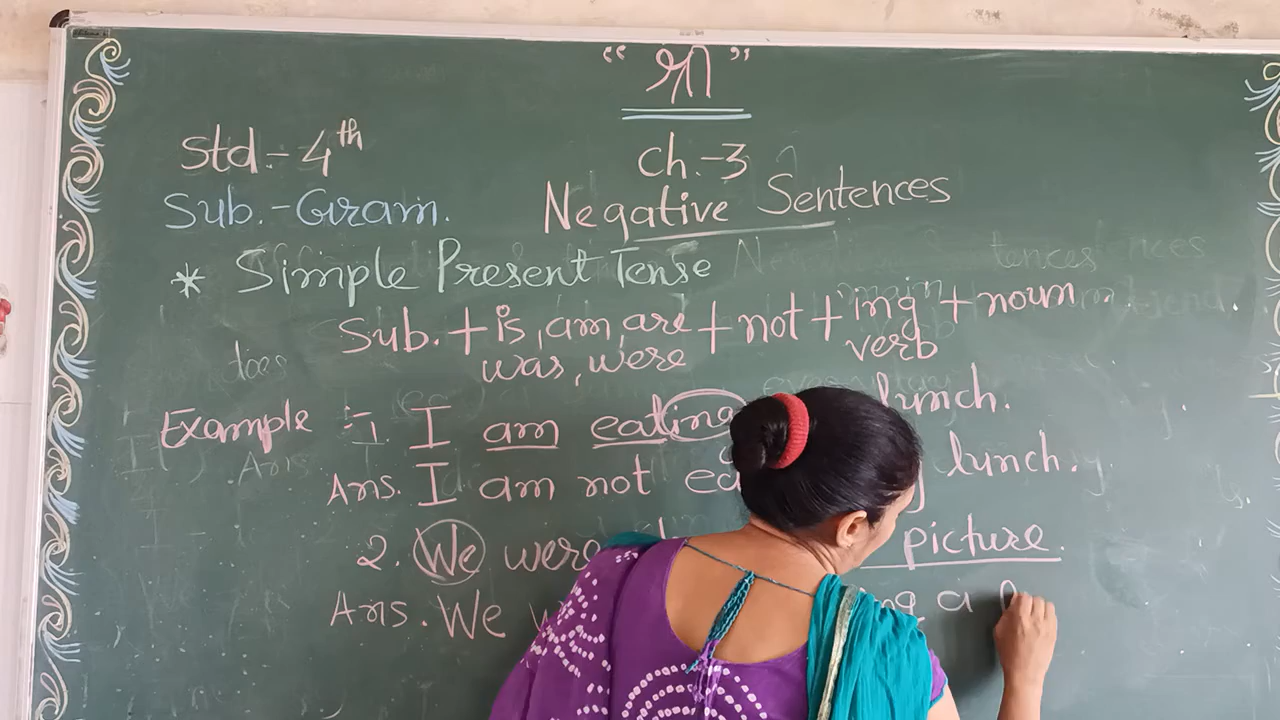 “ श्री ”
Std:- 4th
Ch.-3
Sub.-Gram.
Negative Sentences
* Simple Present Tense
Sub. + is, am, are + not + ing + noun
was, were verb
Example :- 1. I am eating lunch.
Ans. I am not lunch.
2. We were picture.
Ans. We a